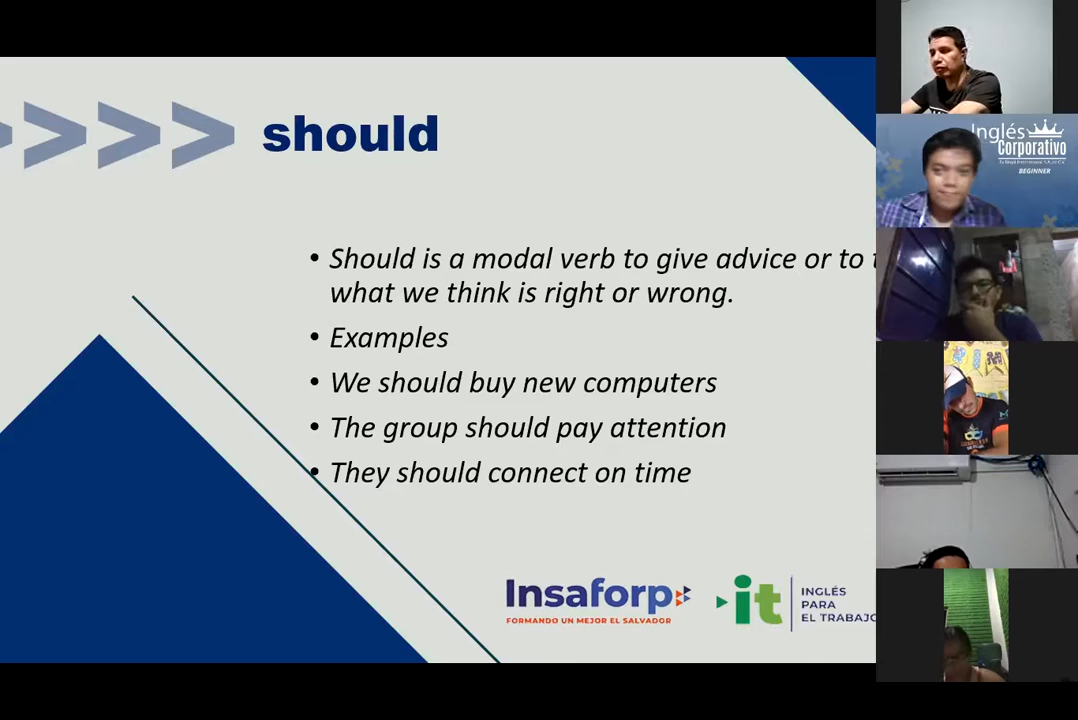 should
• Should is a modal verb to give advice or to
what we think is right or wrong.
• Examples
• We should buy new computers
• The group should pay attention
• They should connect on time
Insaforp
FORMANDO UN MEJOR EL SALVADOR
it
INGLÉS
PARA
EL TRABAJO
Inglés
Corporativo
BEGINNER